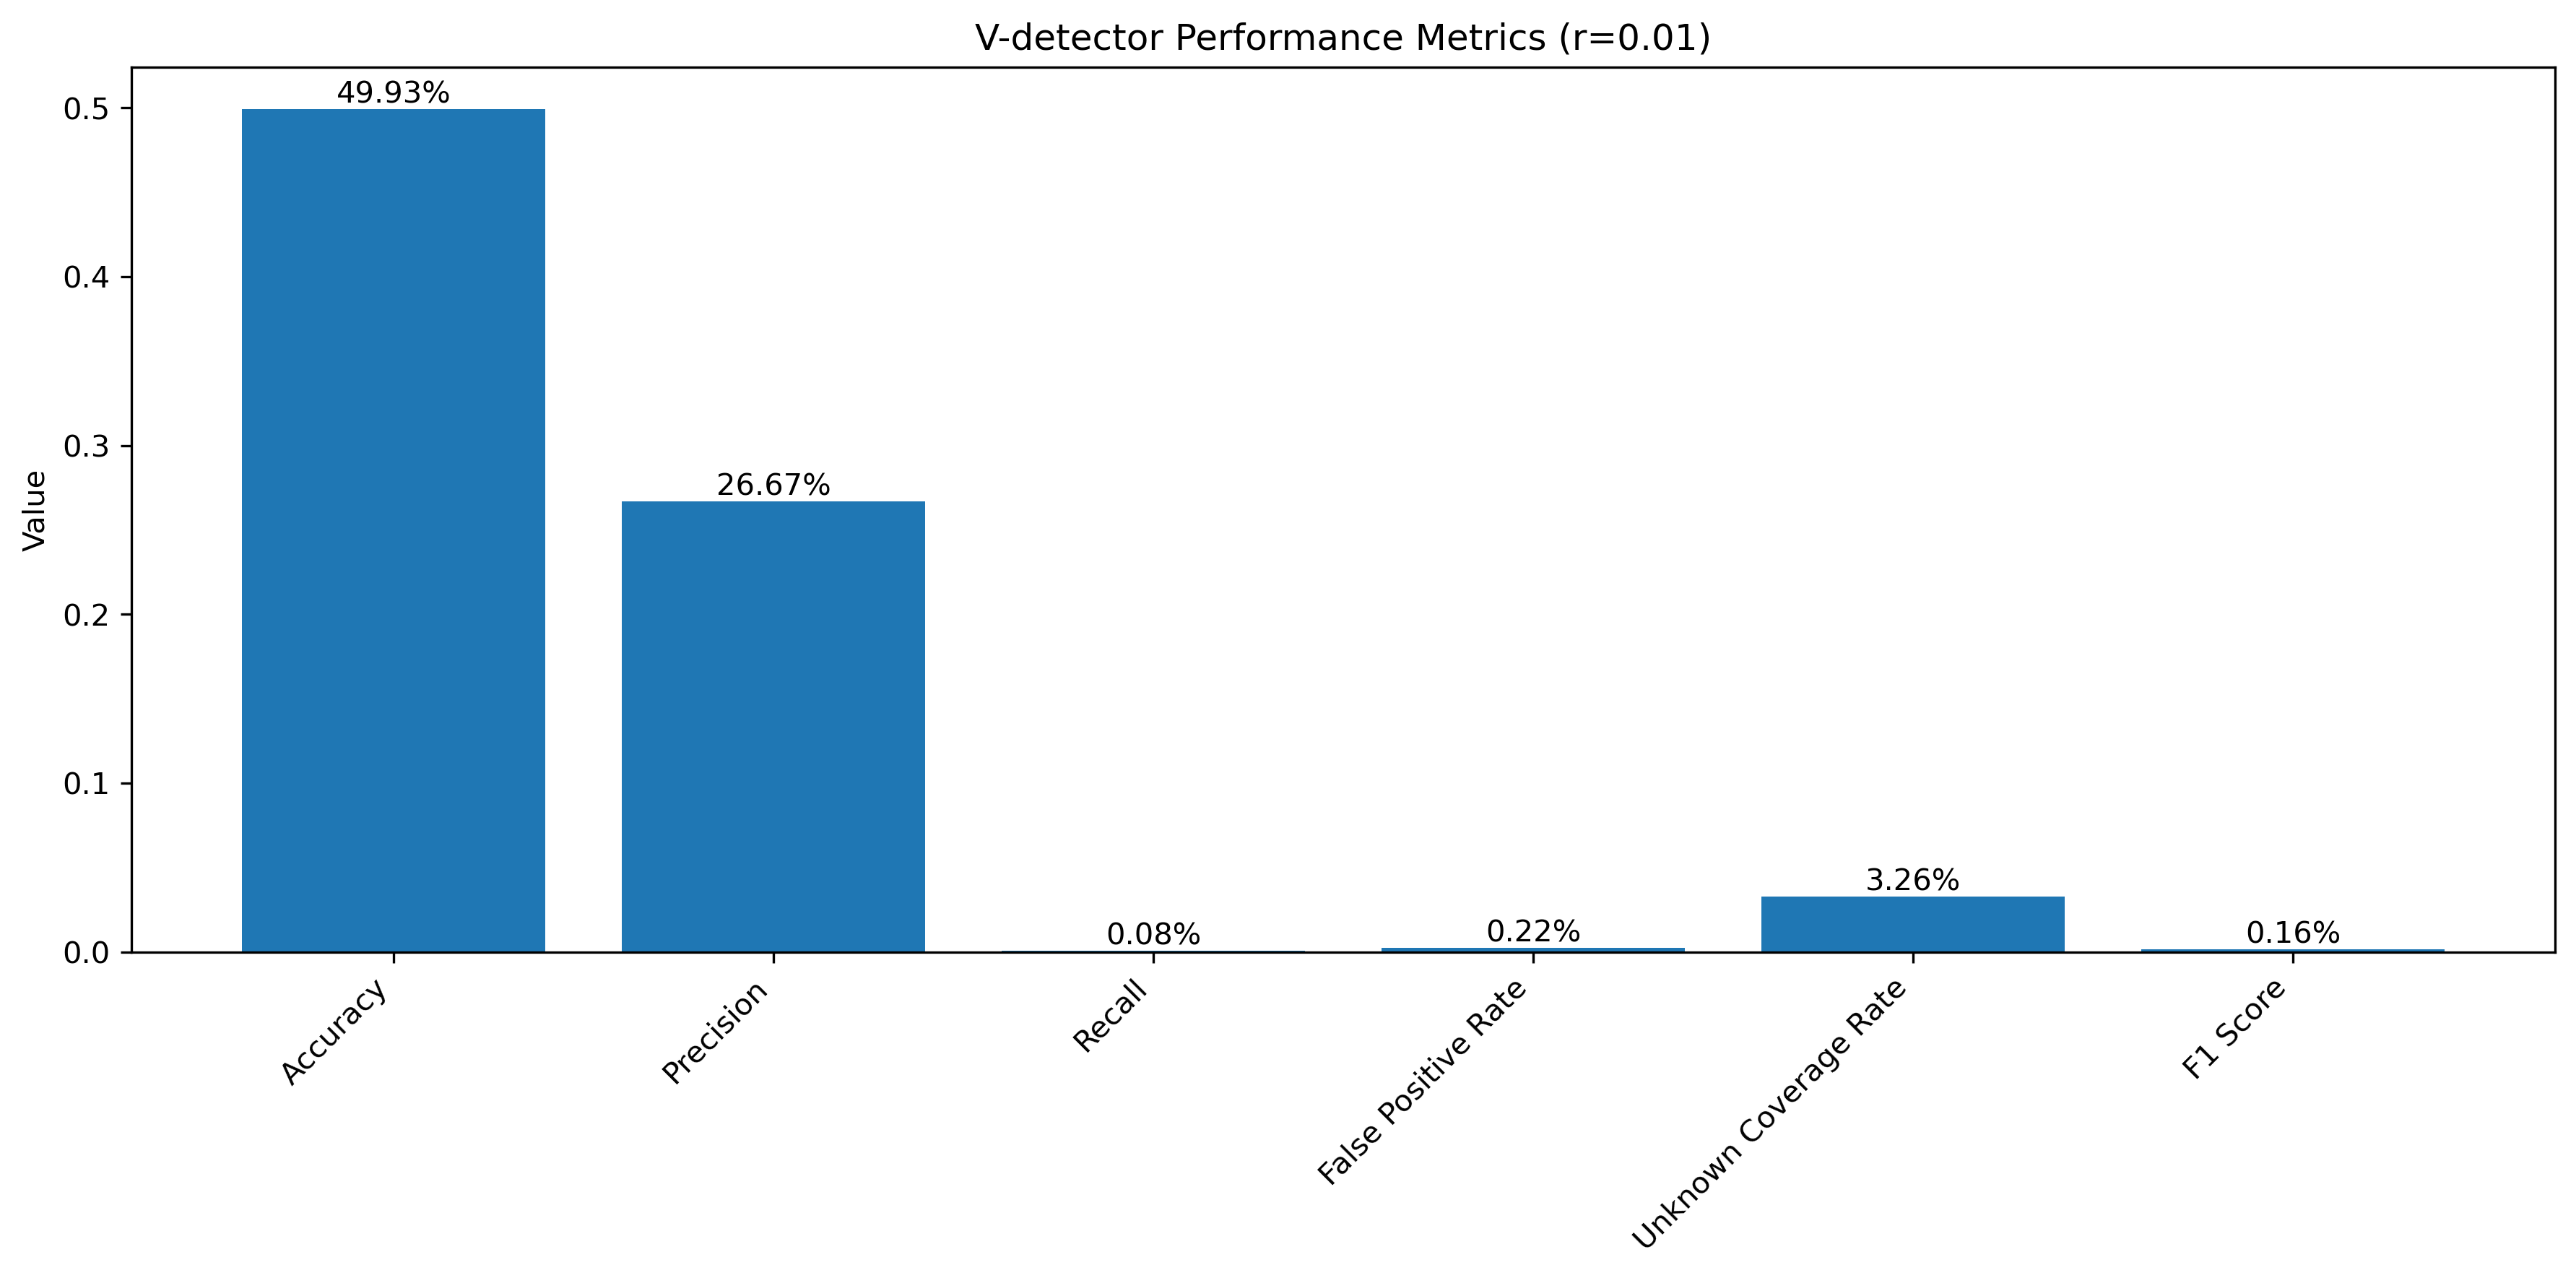 V-detector Performance Metrics (r=0.01)
Value
0.5
0.4
0.3
0.2
0.1
0.0
49.93%
26.67%
0.08%
0.22%
3.26%
0.16%
Accuracy
Precision
Recall
False Positive Rate
Unknown Coverage Rate
F1 Score